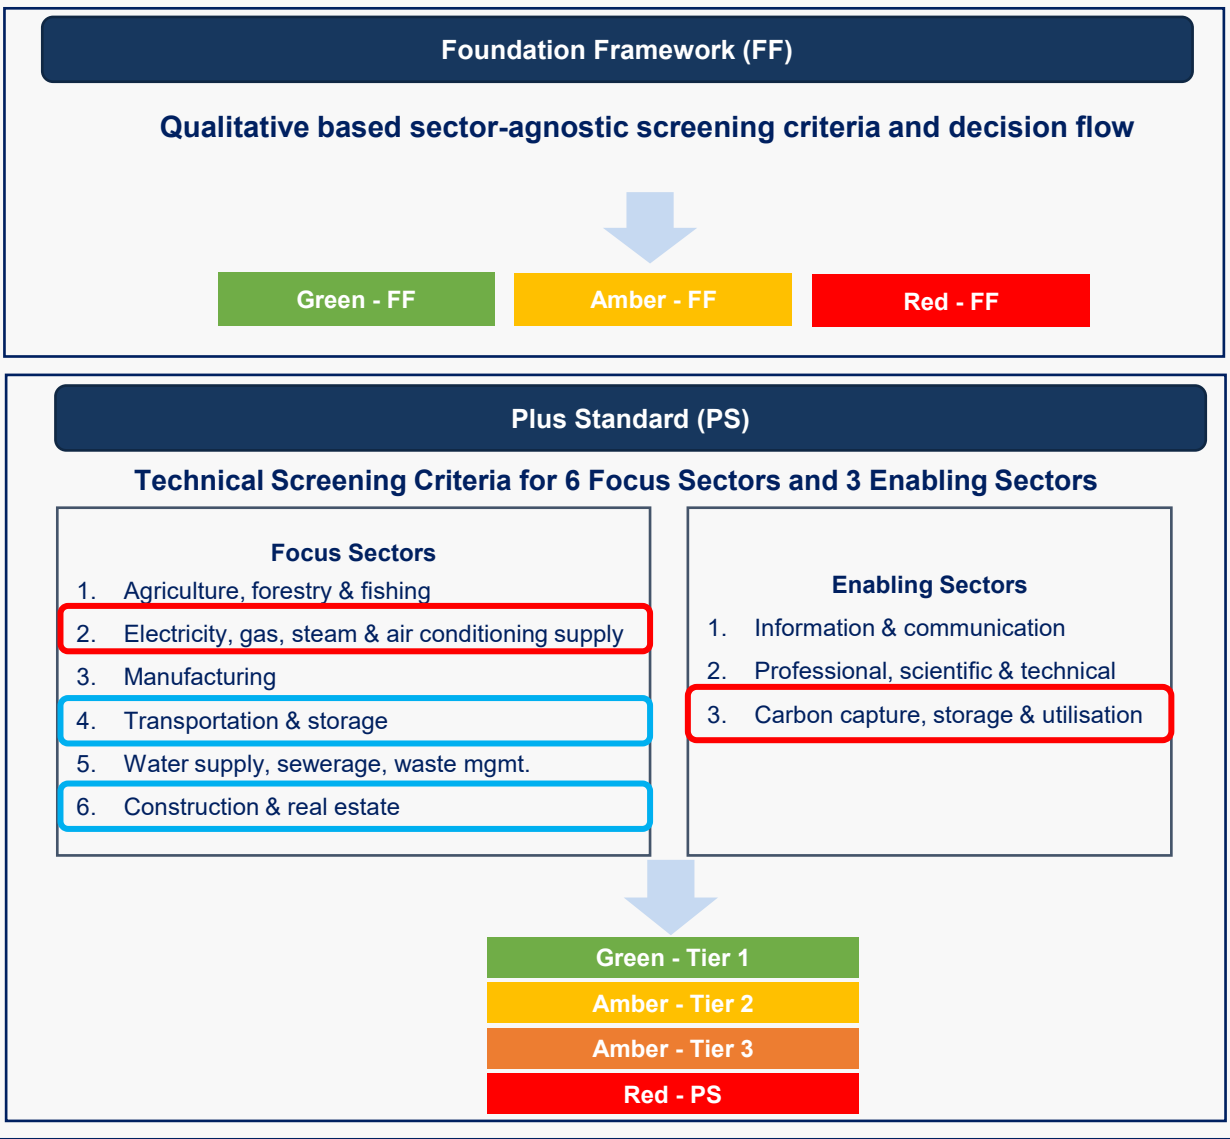 Foundation Framework (FF)
Qualitative based sector-agnostic screening criteria and decision flow
Green - FF
Amber - FF
Red - FF
Plus Standard (PS)
Technical Screening Criteria for 6 Focus Sectors and 3 Enabling Sectors
Focus Sectors
1. Agriculture, forestry & fishing
2. Electricity, gas, steam & air conditioning supply
3. Manufacturing
4. Transportation & storage
5. Water supply, sewerage, waste mgmt.
6. Construction & real estate
Enabling Sectors
1. Information & communication
2. Professional, scientific & technical
3. Carbon capture, storage & utilisation
Green - Tier 1
Amber - Tier 2
Amber - Tier 3
Red - PS